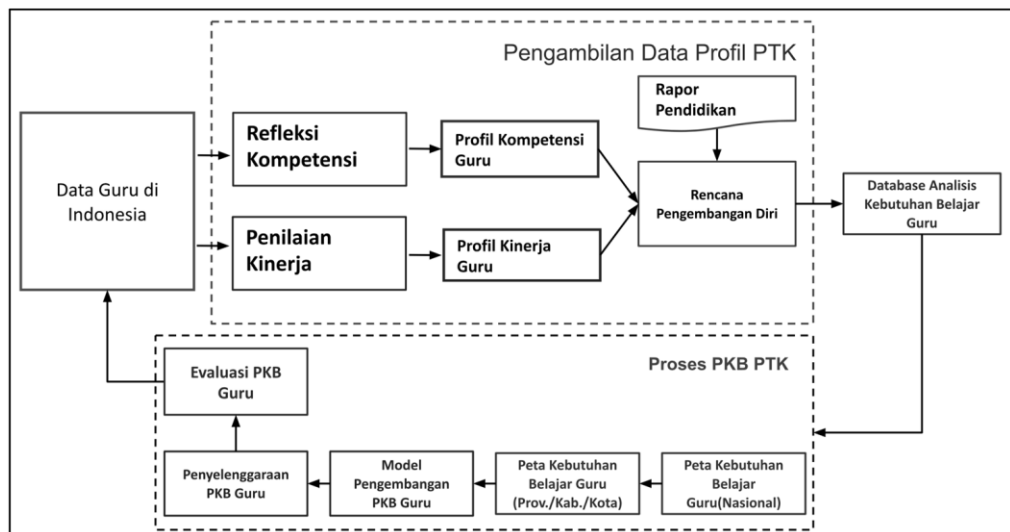 Pengambilan Data Profil PTK
Rapor
Pendidikan
Refleksi
Kompetensi
Profil Kompetensi
Guru
Data Guru di
Indonesia
Rencana
Pengembangan Diri
Database Analisis
Kebutuhan Belajar
Guru
Penilaian
Kinerja
Profil Kinerja
Guru
Proses PKB PTK
Evaluasi PKB
Guru
Penyelenggaraan
PKB Guru
Model
Pengembangan
PKB Guru
Peta Kebutuhan
Belajar Guru
(Prov./Kab./Kota)
Peta Kebutuhan
Belajar
Guru(Nasional)